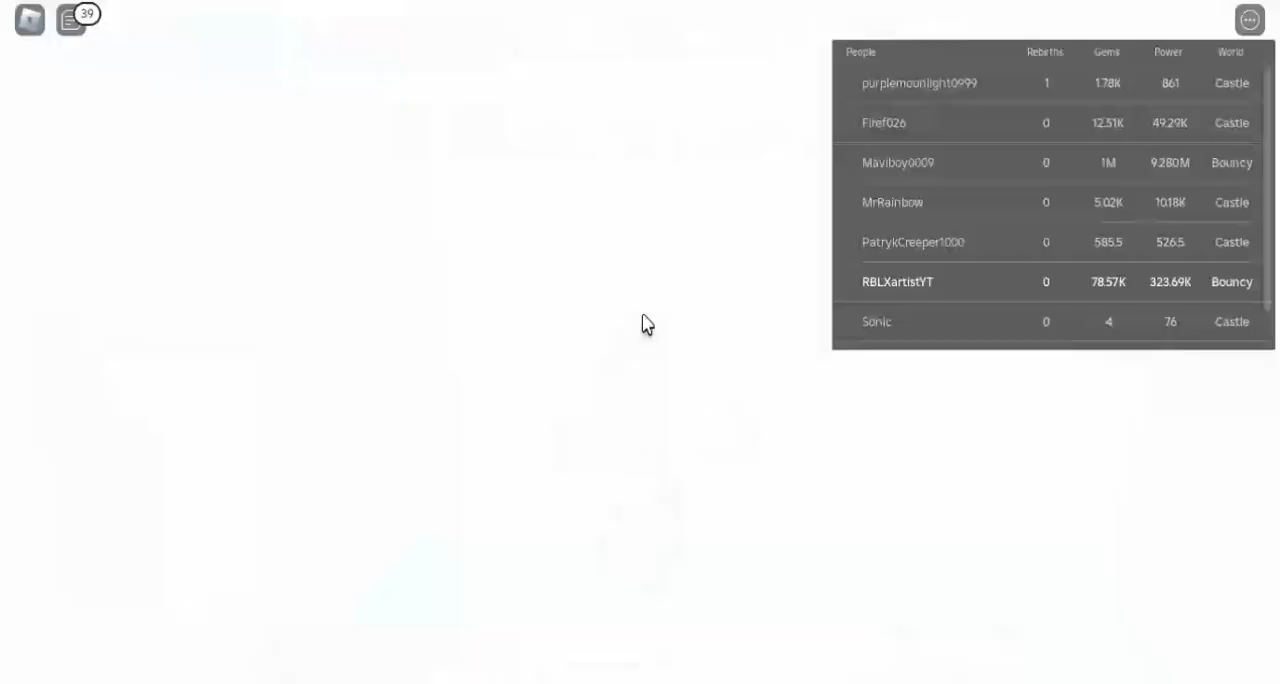 39
People Rebirths Gems Power World
purplemounlight0999 1 1.78K 861 Castle
Firef026 0 12.51K 49.29K Castle
Maviboy0009 0 1M 9.280M Bouncy
MrRainbow 0 5.02K 10.18K Castle
PatrykCreeper1000 0 585.5 526.5 Castle
RBLXartistYT 0 78.57K 323.69K Bouncy
Sonic 0 4 76 Castle